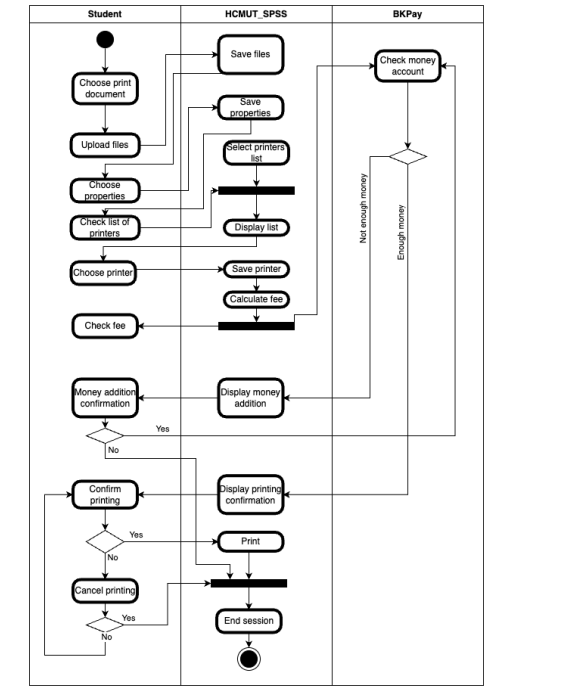 Student
HCMUT_SPSS
BKPay
Save files
Check money
account
Choose print
document
Save
properties
Upload files
Select printers
list
Choose
properties
Check list of
printers
Display list
Not enough money
Enough money
Choose printer
Save printer
Calculate fee
Check fee
Money addition
confirmation
Display money
addition
Yes
No
Confirm
printing
Display printing
confirmation
Yes
Print
No
Cancel printing
Yes
End session
No